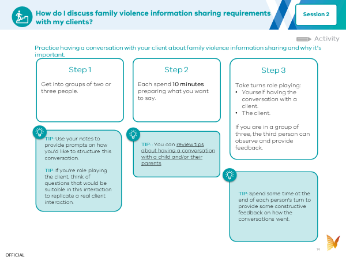 How do I discuss family violence information sharing requirements
with my clients?
Session 2
Activity
Practice having a conversation with your client about family violence information sharing and why it's
important.
Step 1
Get into groups of two or
three people.
TIP: Use your notes to
provide prompts on how
you'd like to structure this
conversation.
TIP: If you're role playing
the client, think of
questions that would be
suitable in this interaction
to replicate a real client
interaction.
Step 2
Each spend 10 minutes
preparing what you want
to say.
TIP! - You can review tips
about having a conversation
with a child and/or their
parents
Step 3
Take turns role playing:
• Yourself having the
conversation with a
client.
• The client.
If you are in a group of
three, the third person can
observe and provide
feedback.
TIP: Spend some time at the
end of each person's turn to
provide some constructive
feedback on how the
conversations went.
OFFICIAL